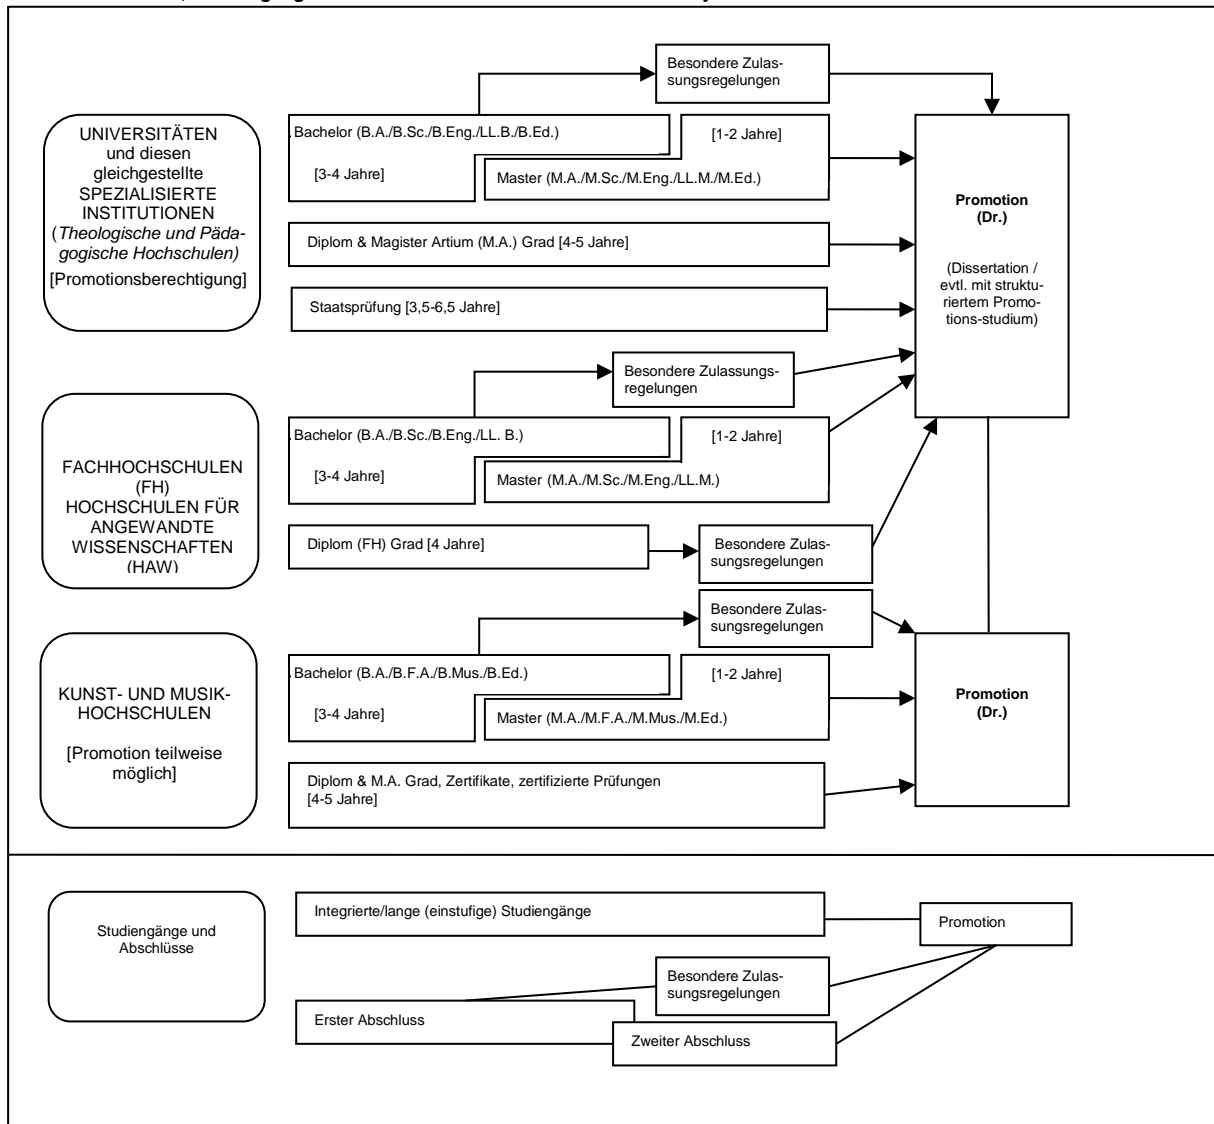 Besondere Zulas-
sungsregelungen
UNIVERSITÄTEN
und diesen
gleichgestellte
SPEZIALISIERTE
INSTITUTIONEN
(Theologische und Päda-
gogische Hochschulen)
[Promotionsberechtigung]
Bachelor (B.A./B.Sc./B.Eng./LL.B./B.Ed.)
[1-2 Jahre]
[3-4 Jahre]
Master (M.A./M.Sc./M.Eng./LL.M./M.Ed.)
Diplom & Magister Artium (M.A.) Grad [4-5 Jahre]
Staatsprüfung [3,5-6,5 Jahre]
Promotion
(Dr.)
(Dissertation /
evtl. mit struktu-
riertem Promo-
tions-studium)
Besondere Zulassungs-
regelungen
FACHHOCHSCHULEN
(FH)
HOCHSCHULEN FÜR
ANGEWANDTE
WISSENSCHAFTEN
(HAW)
Bachelor (B.A./B.Sc./B.Eng./LL. B.)
[1-2 Jahre]
[3-4 Jahre]
Master (M.A./M.Sc./M.Eng./LL.M.)
Diplom (FH) Grad [4 Jahre]
Besondere Zulas-
sungsregelungen
Besondere Zulas-
sungsregelungen
KUNST- UND MUSIK-
HOCHSCHULEN
[Promotion teilweise
möglich]
Bachelor (B.A./B.F.A./B.Mus./B.Ed.)
[1-2 Jahre]
[3-4 Jahre]
Master (M.A./M.F.A./M.Mus./M.Ed.)
Diplom & M.A. Grad, Zertifikate, zertifizierte Prüfungen
[4-5 Jahre]
Promotion
(Dr.)
Studiengänge und
Abschlüsse
Integrierte/lange (einstufige) Studiengänge
Promotion
Besondere Zulas-
sungsregelungen
Erster Abschluss
Zweiter Abschluss